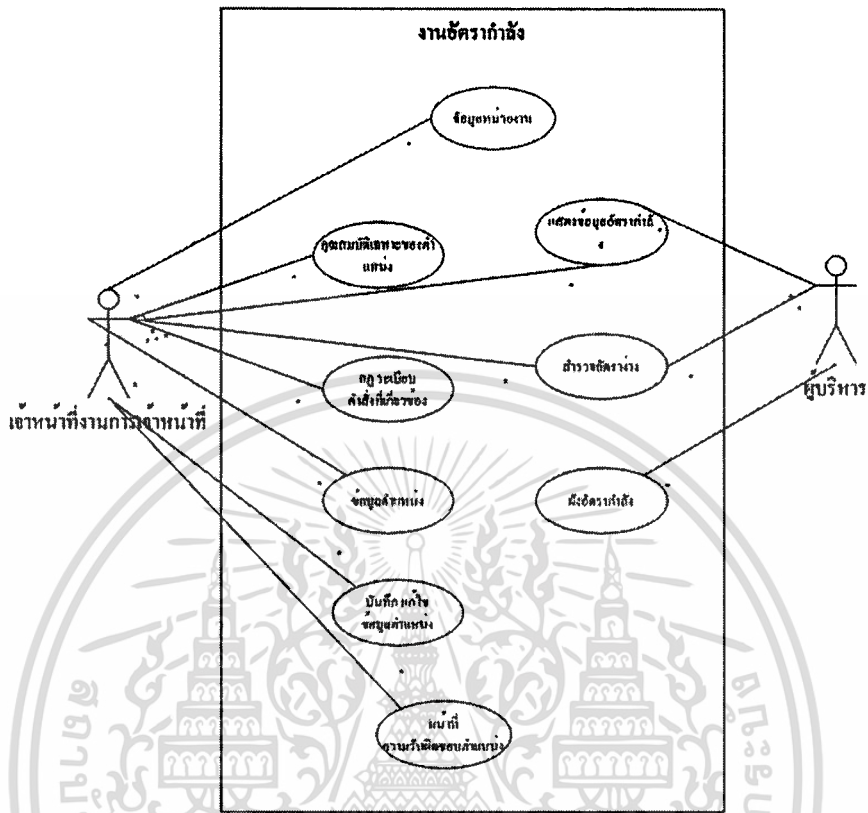 งานอัตรากำลัง
ข้อมูลหน่วยงาน
คุณสมบัติเฉพาะของตำ
แหน่ง
แสดงข้อมูลอัตรากำลั
ง
สำรวจอัตราว่าง
กฎ ระเบียบ
คำสั่งที่เกี่ยวข้อง
เจ้าหน้าที่งานการเจ้าหน้าที่
ผู้บริหาร
ข้อมูลตำแหน่ง
ผังอัตรากำลัง
บันทึก แก้ไข
ข้อมูลตำแหน่ง
หน้าที่
ความรับผิดชอบตำแหน่ง